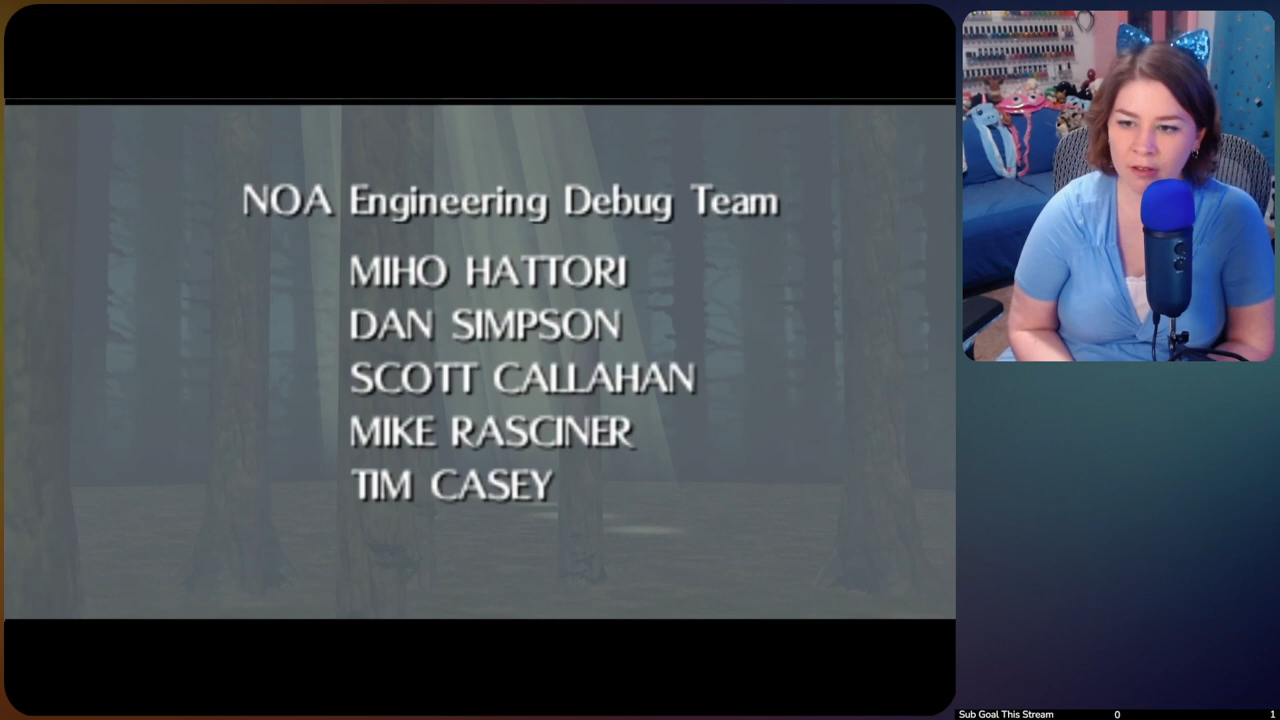 NOA Engineering Debug Team
MIHO HATTORI
DAN SIMPSON
SCOTT CALLAHAN
MIKE RASCINER
TIM CASEY
Sub Goal This Stream 0 1